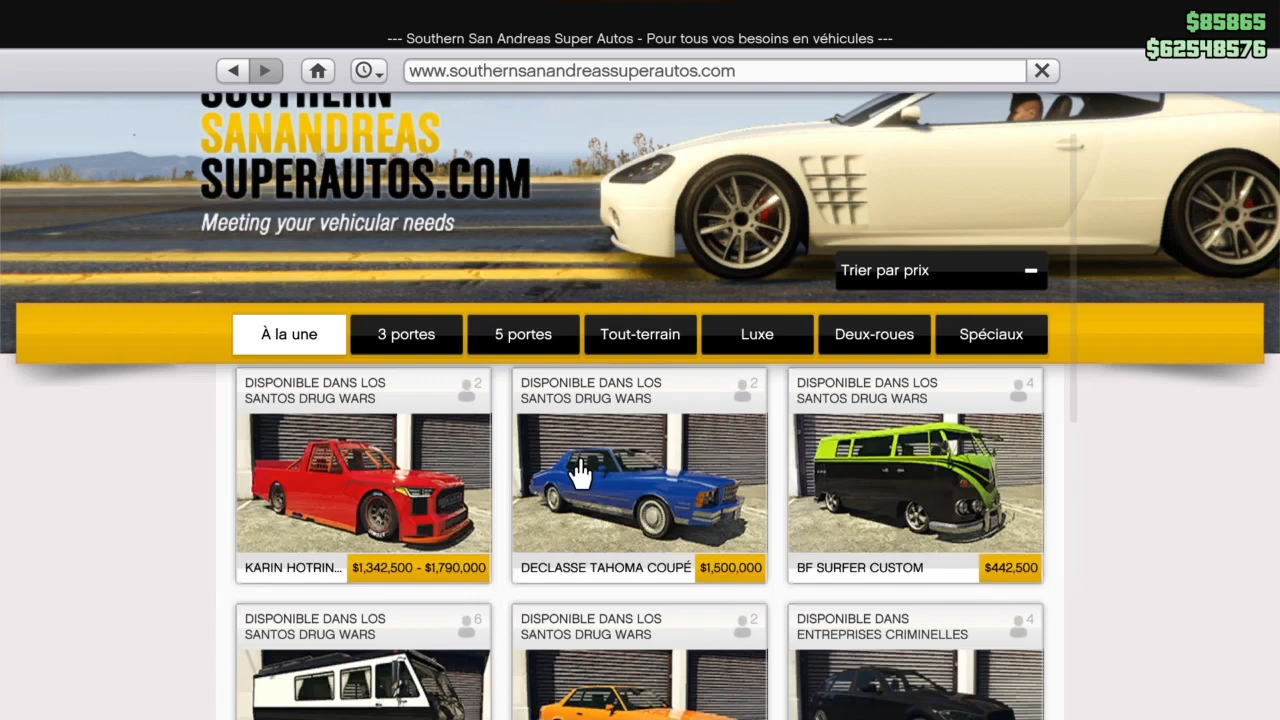 $85865
--- Southern San Andreas Super Autos - Pour tous vos besoins en véhicules ---
$62548576
www.southernsanandreassuperautos.com
SOUTHERN
SANANDREAS
SUPERAUTOS.COM
Meeting your vehicular needs
Trier par prix
À la une
3 portes
5 portes
Tout-terrain
Luxe
Deux-roues
Spéciaux
DISPONIBLE DANS LOS
SANTOS DRUG WARS
2
KARIN HOTRIN...
$1,342,500 - $1,790,000
DISPONIBLE DANS LOS
SANTOS DRUG WARS
2
DECLASSE TAHOMA COUPÉ
$1,500,000
DISPONIBLE DANS LOS
SANTOS DRUG WARS
4
BF SURFER CUSTOM
$442,500
DISPONIBLE DANS LOS
SANTOS DRUG WARS
6
DISPONIBLE DANS LOS
SANTOS DRUG WARS
2
DISPONIBLE DANS
ENTREPRISES CRIMINELLES
4